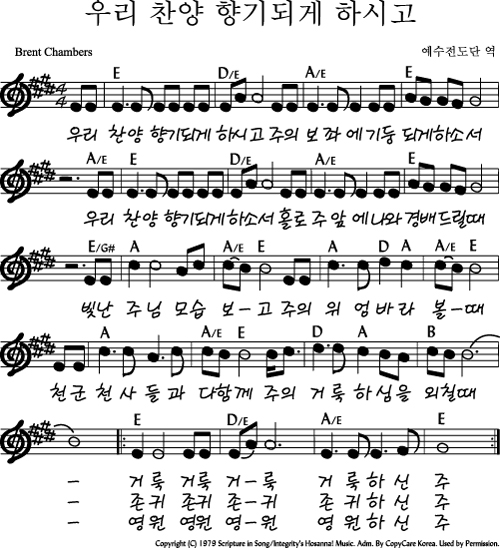 우리 찬양 향기되게 하시고
Brent Chambers 예수전도단 역
E D/E A/E E
4/4
우리 찬양 향기되게 하시고 주의 보좌 에 기둥 되게하소서
A/E E D/E A/E E
우리 찬양 향기되게 하소서 홀로 주 앞 에 나와 경배드릴때
E/G# A A/E E A D A
빛난 주님 모습 보-고 주의 위 엄 바라 볼-때
A A/E E D A B
천군 천사 들과 다함께 주의 거룩 하심을 외칠때
E D/E A/E E
- 거 룩 거룩 거-룩 거 룩 하 신 주
- 존 귀 존귀 존-귀 존 귀 하 신 주
- 영 원 영원 영-원 영 원 하 신 주
Copyright (C) 1979 Scripture in Song/Integrity's Hosanna! Music. Adm. By CopyCare Korea. Used by Permission.